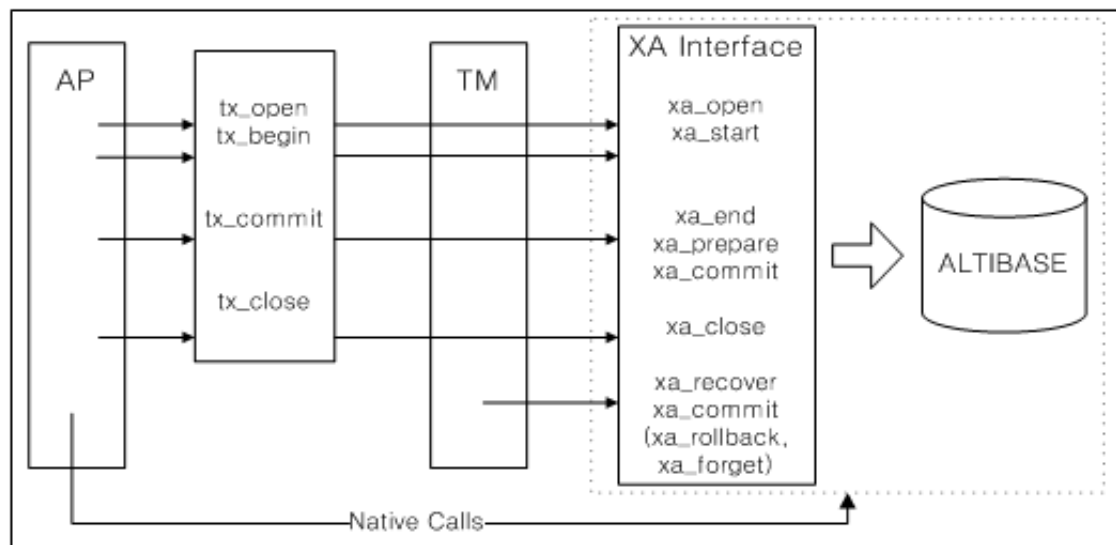 AP
tx_open
tx_begin
tx_commit
tx_close
TM
XA Interface
xa_open
xa_start
xa_end
xa_prepare
xa_commit
xa_close
xa_recover
xa_commit
(xa_rollback,
xa_forget)
ALTIBASE
Native Calls